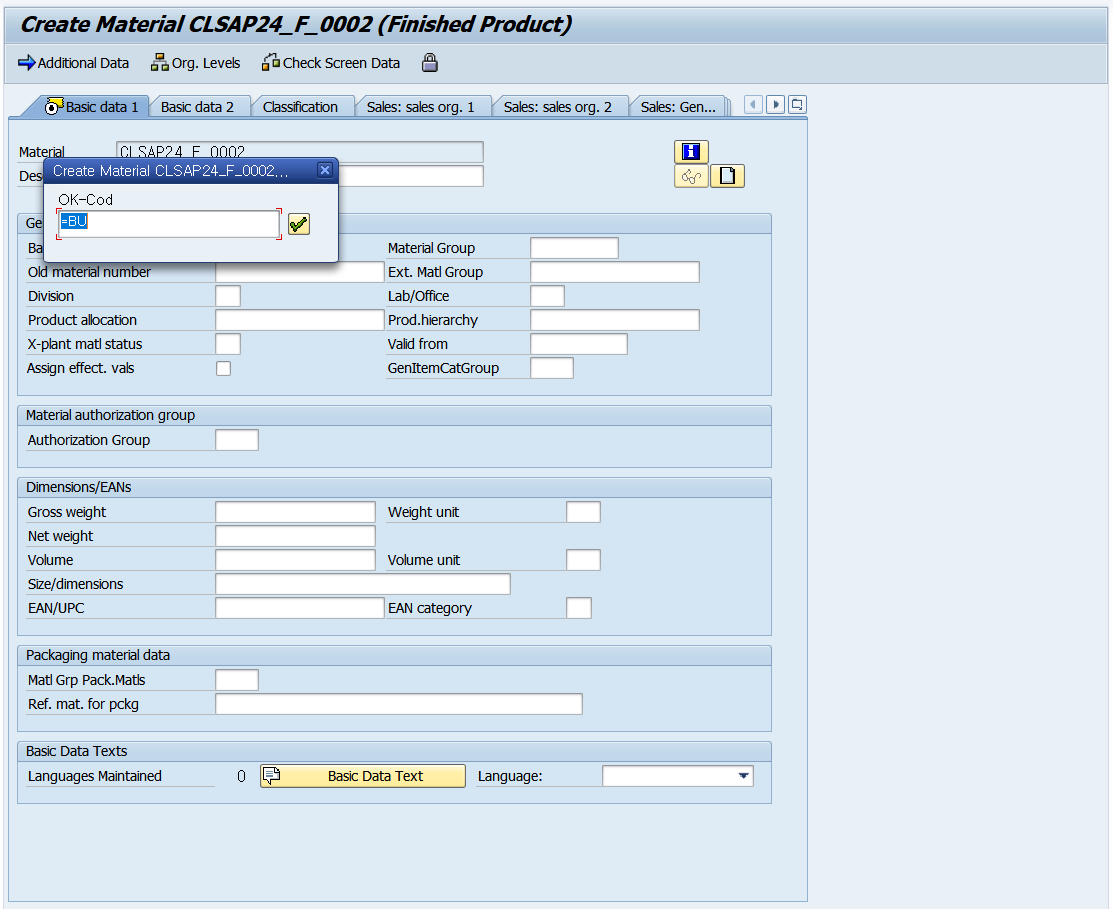 Create Material CLSAP24_F_0002 (Finished Product)
Additional Data Org. Levels Check Screen Data
Basic data 1 Basic data 2 Classification Sales: sales org. 1 Sales: sales org. 2 Sales: Gen...
Material CLSAP24_F_0002
Create Material CLSAP24_F_0002...
OK-Cod
=BU
Material Group
Old material number Ext. Matl Group
Division Lab/Office
Product allocation Prod.hierarchy
X-plant matl status Valid from
Assign effect. vals GenItemCatGroup
Material authorization group
Authorization Group
Dimensions/EANs
Gross weight Weight unit
Net weight
Volume Volume unit
Size/dimensions
EAN/UPC EAN category
Packaging material data
Matl Grp Pack.Matls
Ref. mat. for pckg
Basic Data Texts
Languages Maintained 0 Basic Data Text Language: